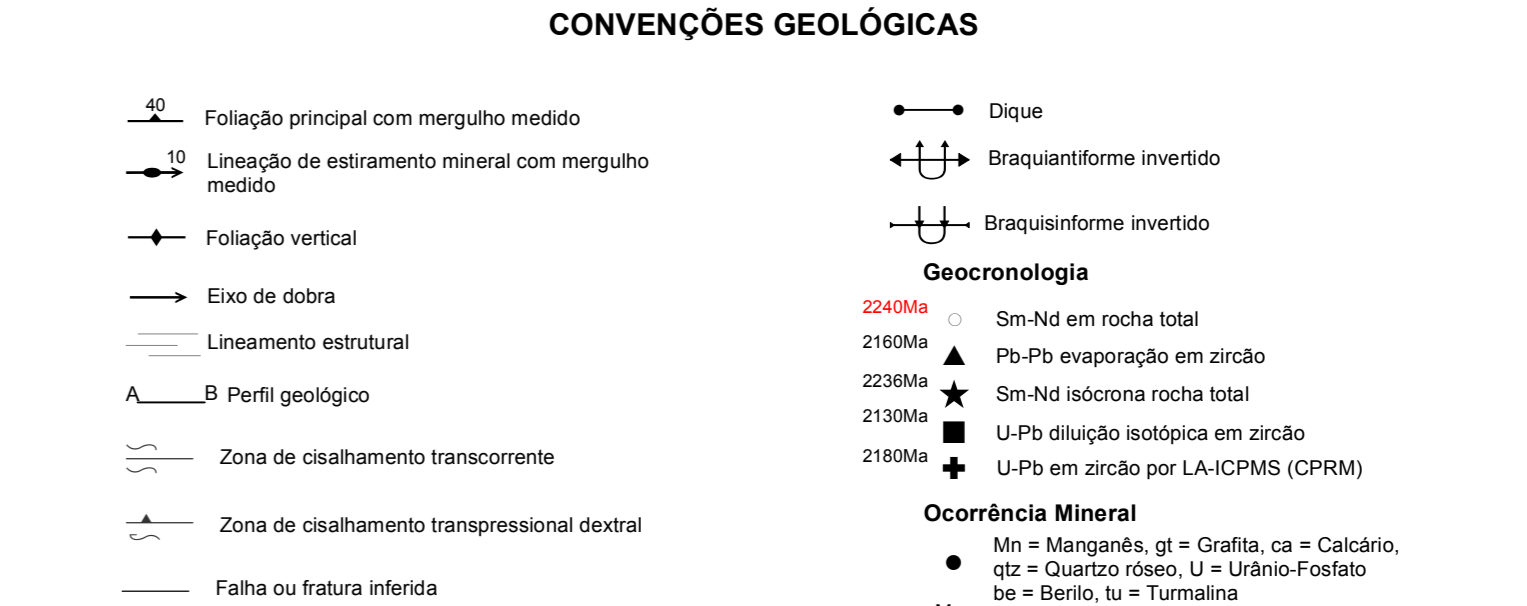 CONVENÇÕES GEOLÓGICAS
40
Foliação principal com mergulho medido
10
Lineação de estiramento mineral com mergulho
medido
Foliação vertical
Eixo de dobra
Lineamento estrutural
A B Perfil geológico
Zona de cisalhamento transcorrente
Zona de cisalhamento transpressional dextral
Falha ou fratura inferida
Dique
Braquiantiforme invertido
Braquisinforme invertido
Geocronologia
2240Ma Sm-Nd em rocha total
2160Ma Pb-Pb evaporação em zircão
2236Ma Sm-Nd isócrona rocha total
2130Ma U-Pb diluição isotópica em zircão
2180Ma U-Pb em zircão por LA-ICPMS (CPRM)
Ocorrência Mineral
Mn = Manganês, gt = Grafita, ca = Calcário,
qtz = Quartzo róseo, U = Urânio-Fosfato
be = Berilo, tu = Turmalina